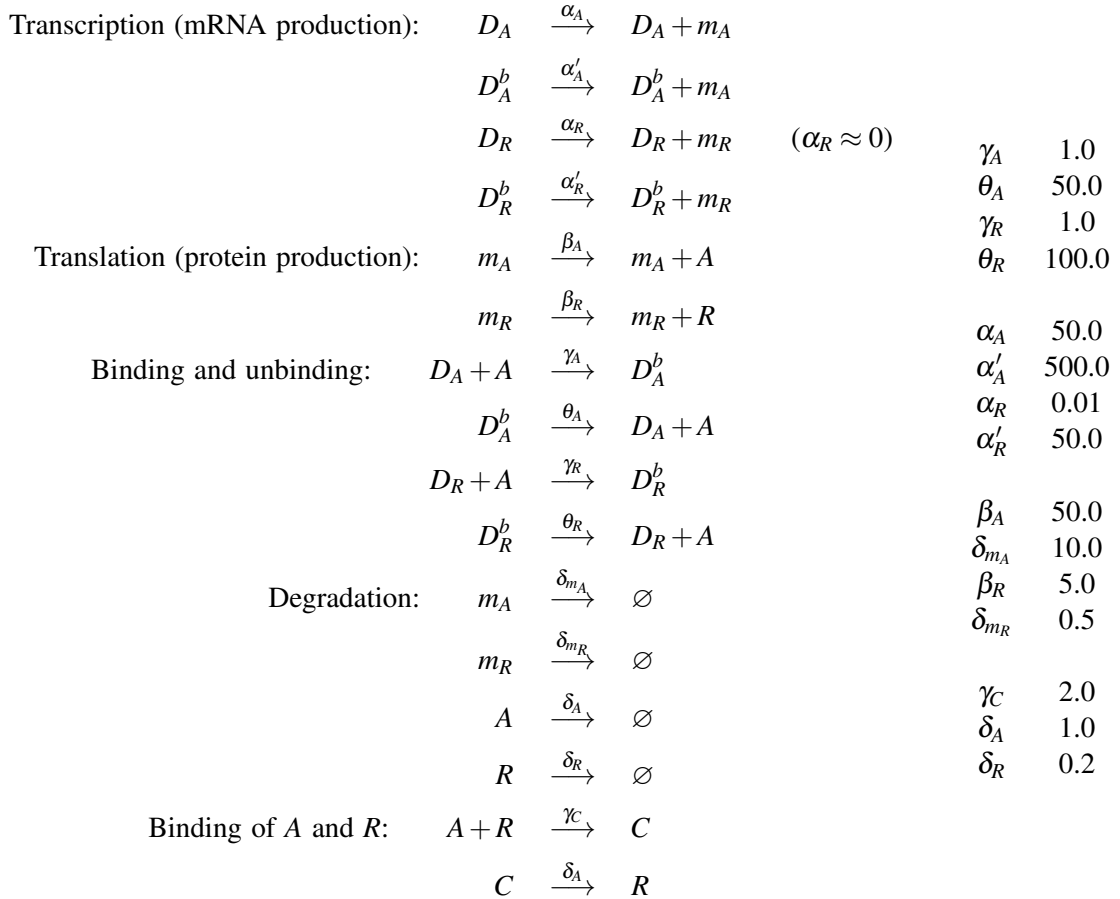 Transcription (mRNA production): D_A →^{α_A} D_A + m_A
D_A^b →^{α′_A} D_A^b + m_A
D_R →^{α_R} D_R + m_R (α_R ≈ 0)
D_R^b →^{α′_R} D_R^b + m_R
Translation (protein production): m_A →^{β_A} m_A + A
m_R →^{β_R} m_R + R
Binding and unbinding: D_A + A →^{γ_A} D_A^b
D_A^b →^{θ_A} D_A + A
D_R + A →^{γ_R} D_R^b
D_R^b →^{θ_R} D_R + A
Degradation: m_A →^{δ_{m_A}} ∅
m_R →^{δ_{m_R}} ∅
A →^{δ_A} ∅
R →^{δ_R} ∅
Binding of A and R: A + R →^{γ_C} C
C →^{δ_A} R
γ_A 1.0
θ_A 50.0
γ_R 1.0
θ_R 100.0
α_A 50.0
α′_A 500.0
α_R 0.01
α′_R 50.0
β_A 50.0
δ_{m_A} 10.0
β_R 5.0
δ_{m_R} 0.5
γ_C 2.0
δ_A 1.0
δ_R 0.2